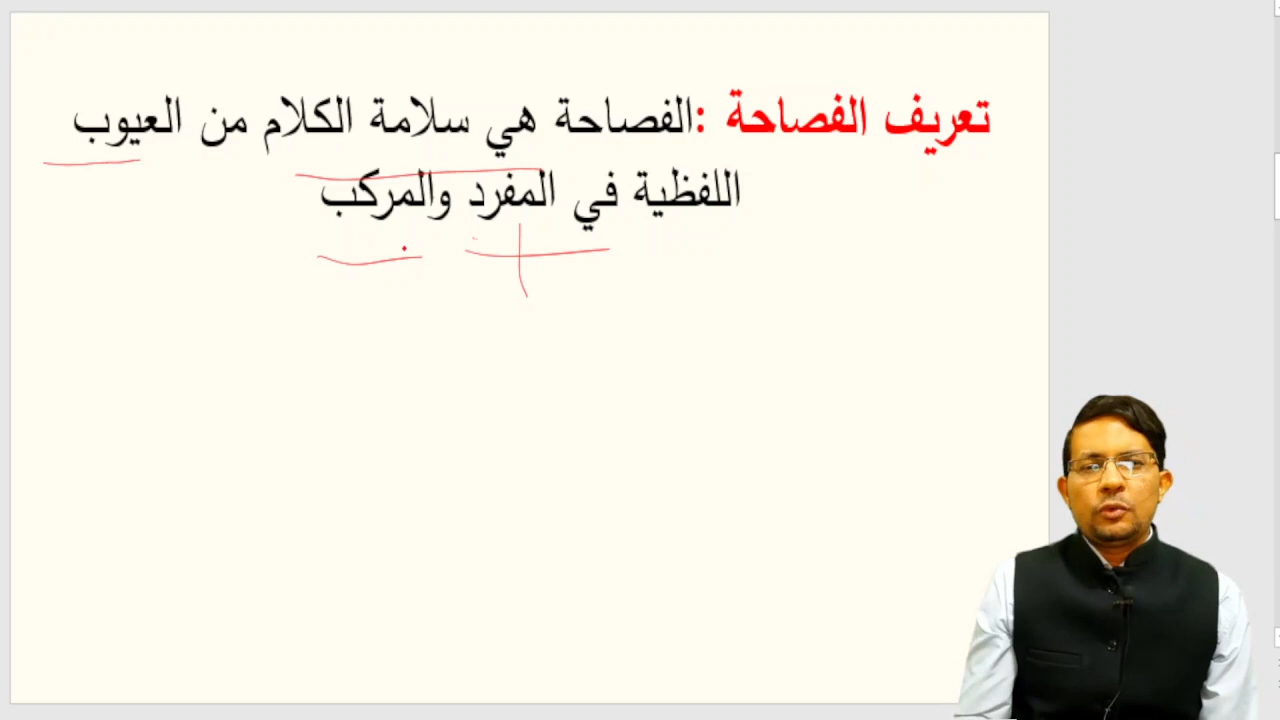 تعريف الفصاحة :الفصاحة هي سلامة الكلام من العيوب
اللفظية في المفرد والمركب